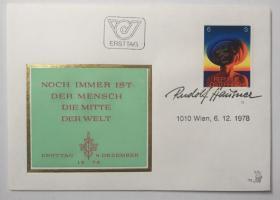 ERSTTAG
6 S
NOCH IMMER IST
DER MENSCH
DIE MITTE
DER WELT
ERSTTAG DEZEMBER
1978
Rudolf Hausner
1010 Wien, 6. 12. 1978